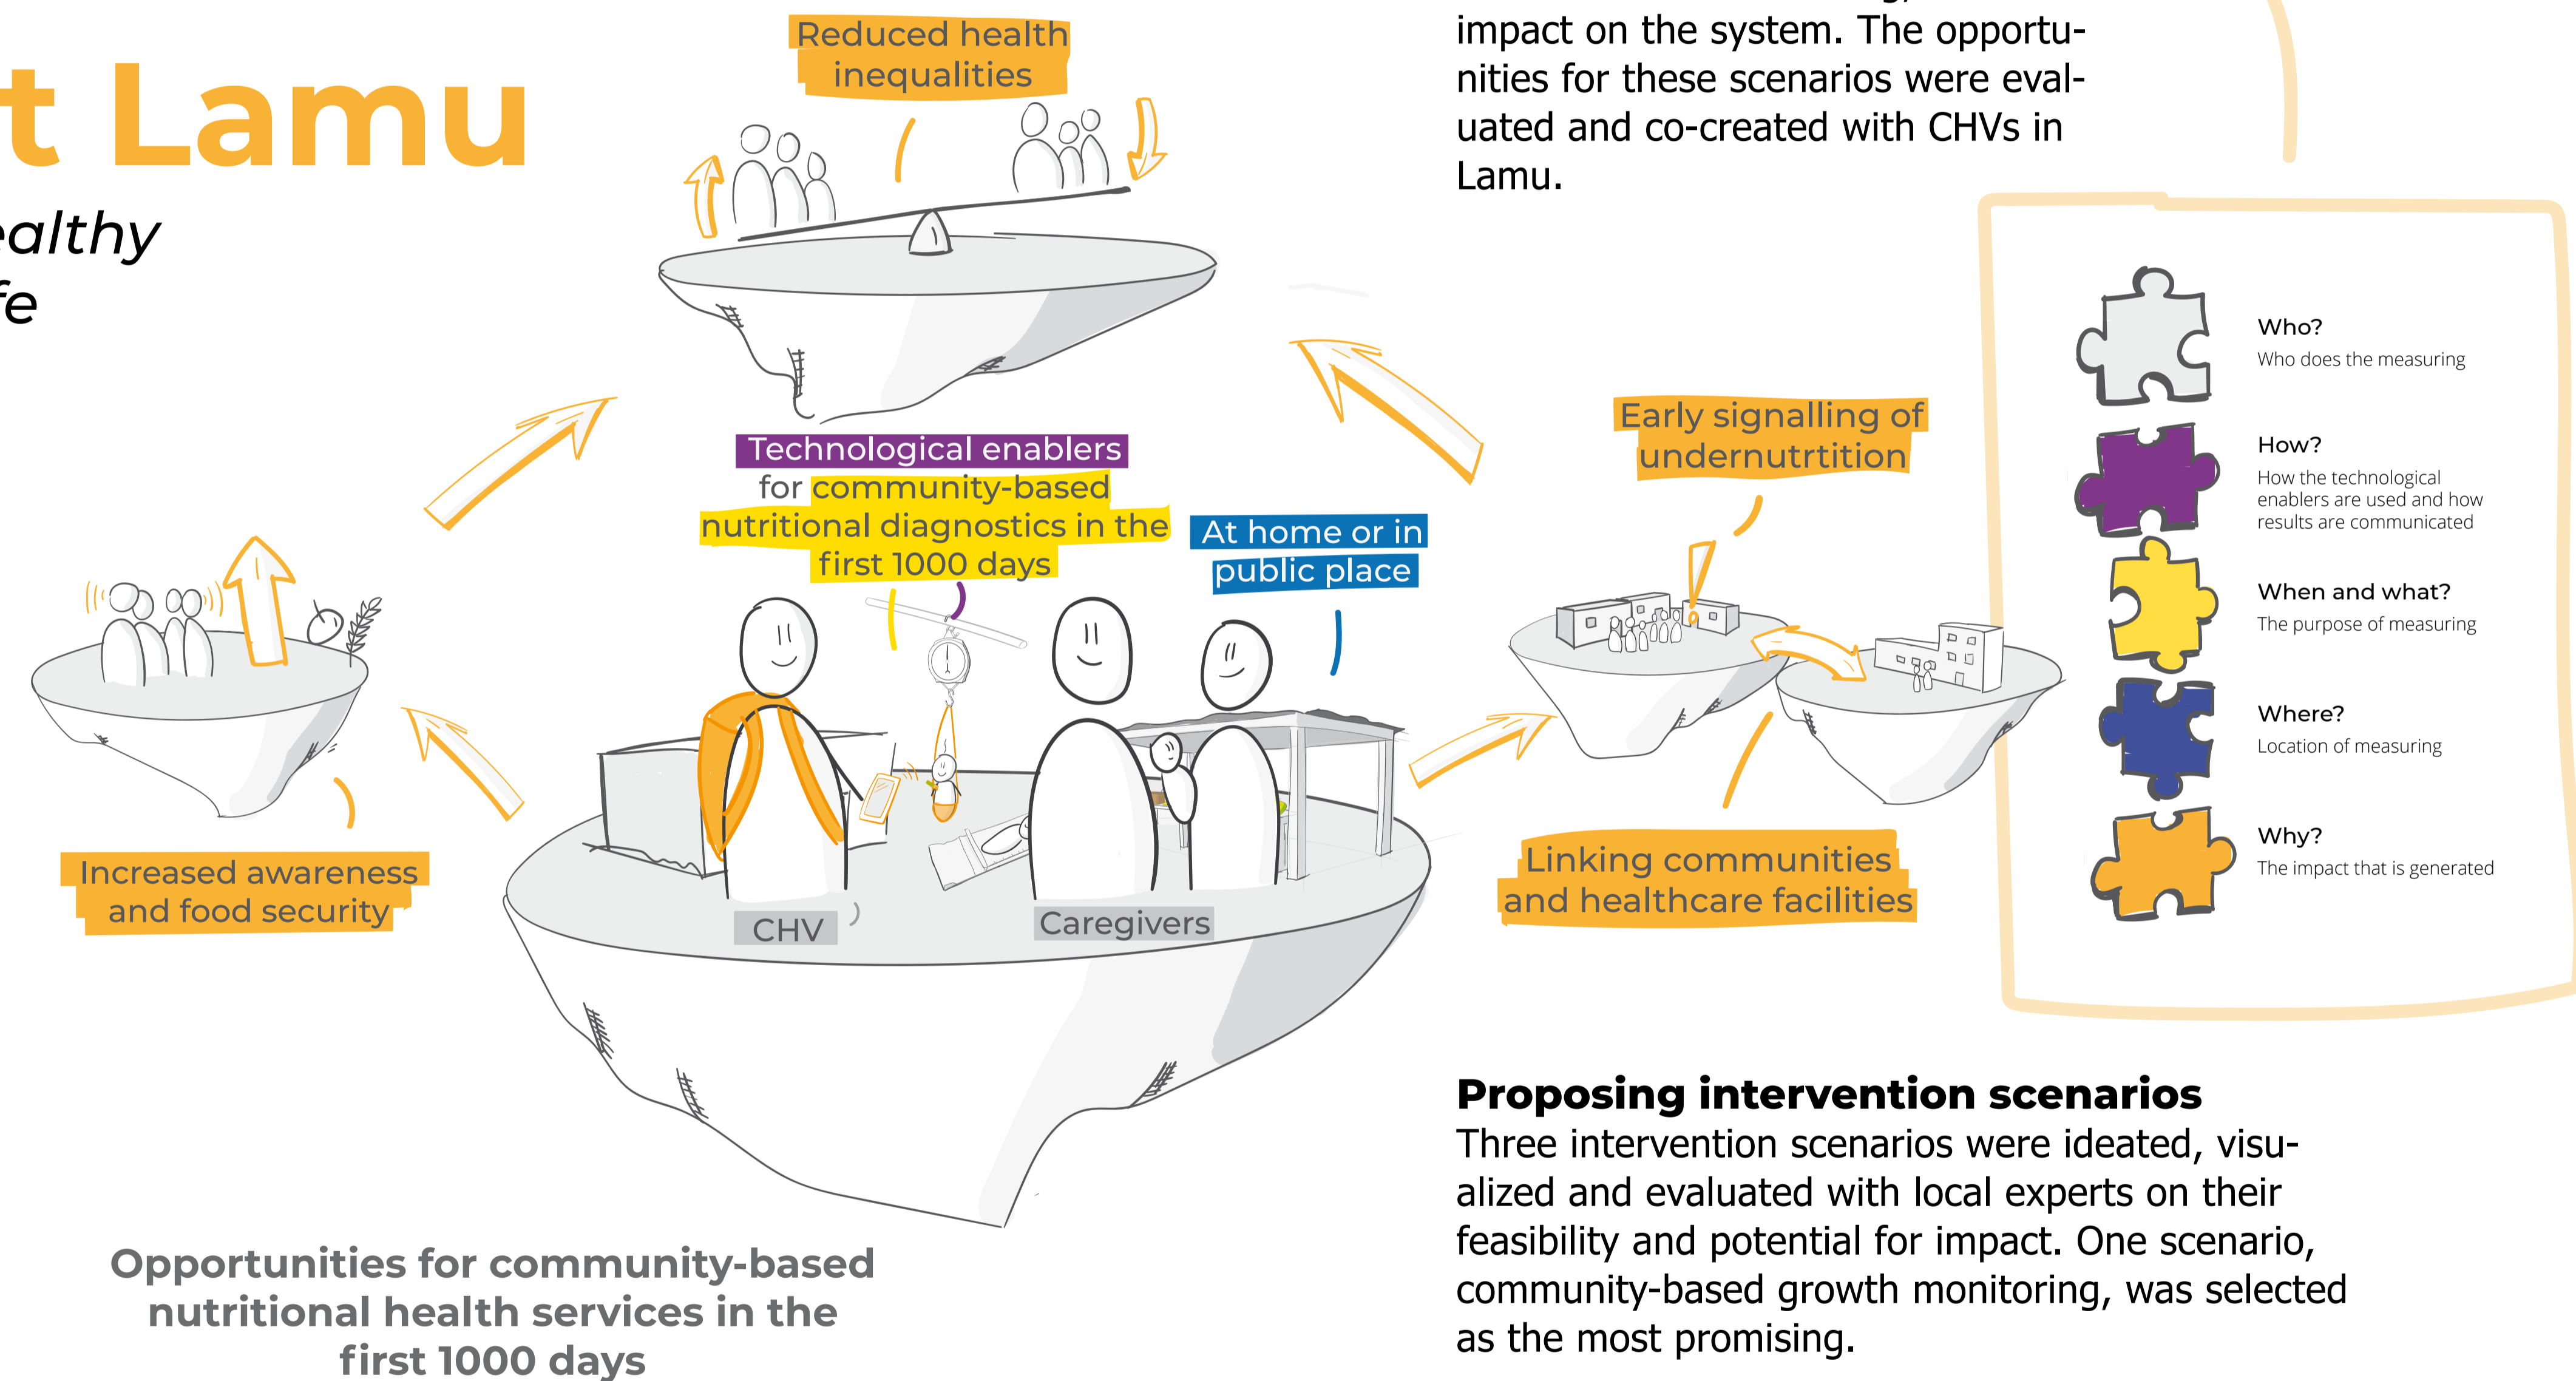 t Lamu
ealthy
fe
Reduced health
inequalities
impact on the system. The opportu-
nities for these scenarios were eval-
uated and co-created with CHVs in
Lamu.
Technological enablers
for community-based
nutritional diagnostics in the
first 1000 days
At home or in
public place
Early signalling of
undernutrtition
Increased awareness
and food security
CHV
Caregivers
Linking communities
and healthcare facilities
Who?
Who does the measuring
How?
How the technological
enablers are used and how
results are communicated
When and what?
The purpose of measuring
Where?
Location of measuring
Why?
The impact that is generated
Opportunities for community-based
nutritional health services in the
first 1000 days
Proposing intervention scenarios
Three intervention scenarios were ideated, visu-
alized and evaluated with local experts on their
feasibility and potential for impact. One scenario,
community-based growth monitoring, was selected
as the most promising.